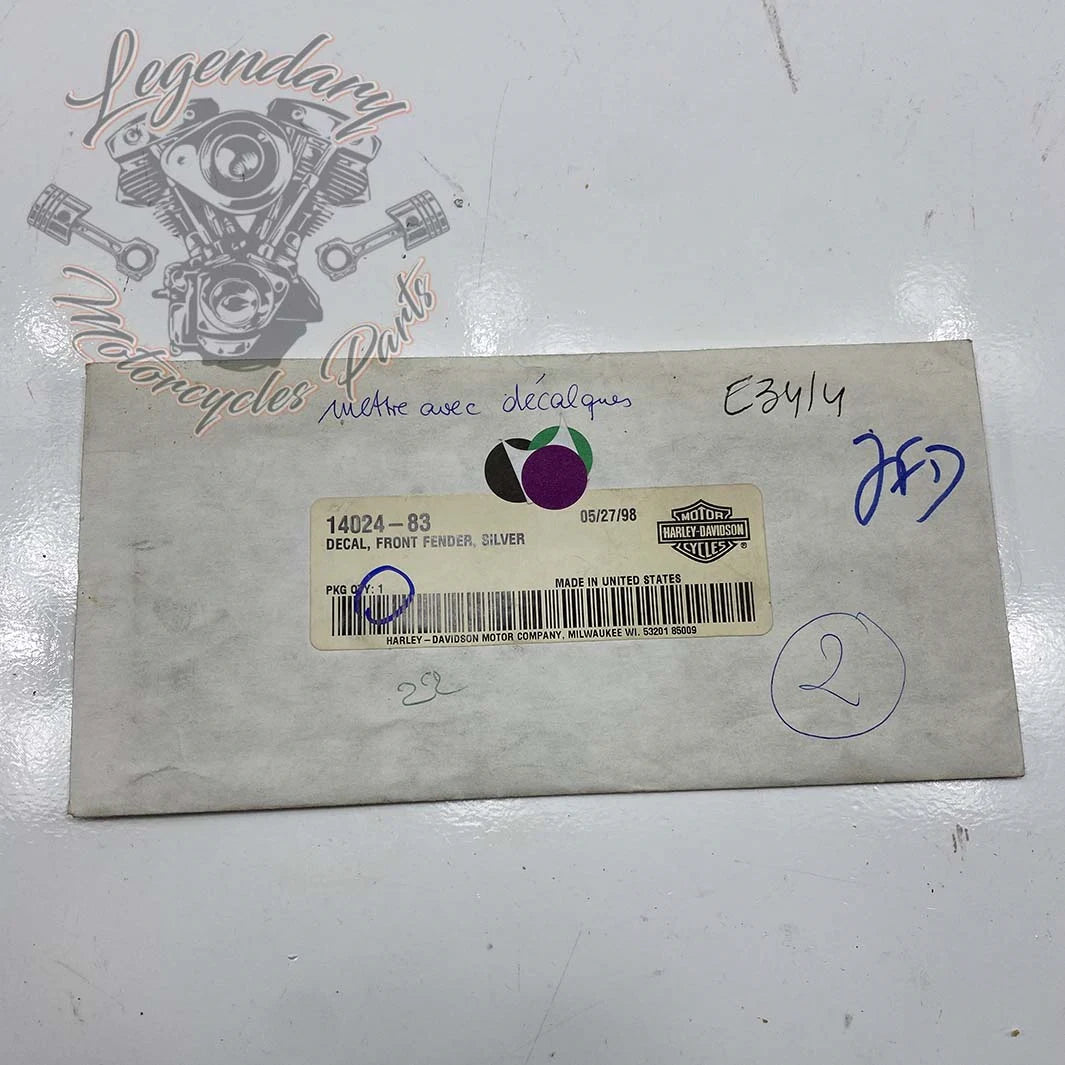 Legendary
Motorcycles Parts
mettre avec décalques
E34/4
14024-83
05/27/98
DECAL, FRONT FENDER, SILVER
MOTOR
HARLEY-DAVIDSON
CYCLES
®
PKG QTY: 1
MADE IN UNITED STATES
HARLEY-DAVIDSON MOTOR COMPANY, MILWAUKEE WI. 53201 85009
2
22